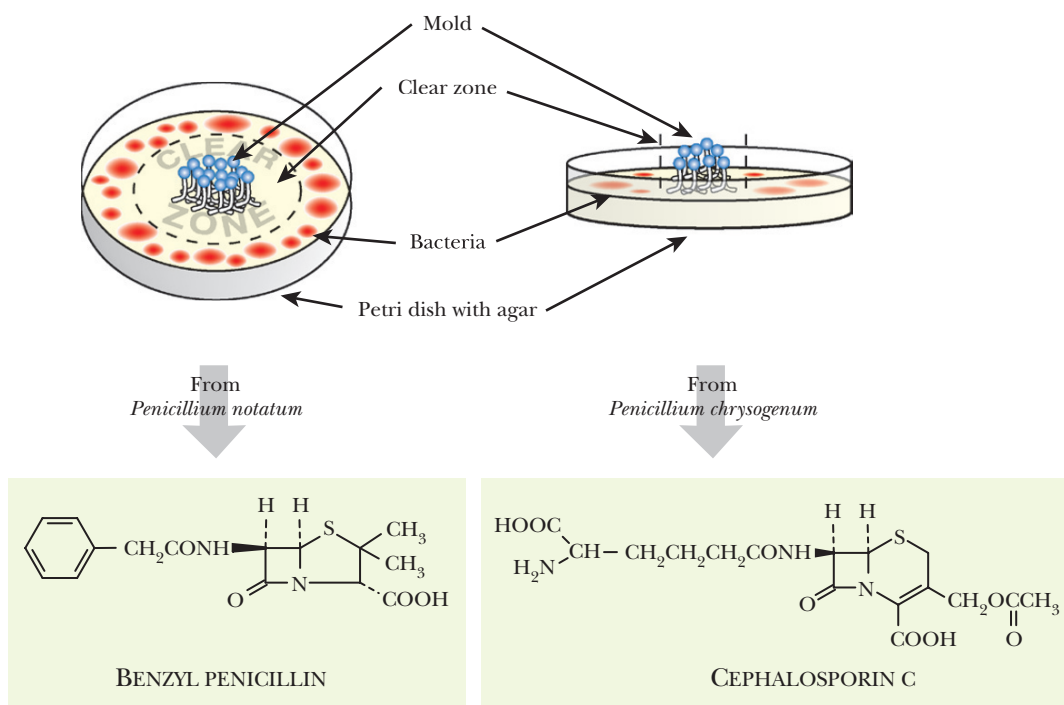 Mold
Clear zone
CLEAR
ZONE
Bacteria
Petri dish with agar
From
Penicillium notatum
From
Penicillium chrysogenum
H H
S
CH3
CH3
CH2CONH
O
N
COOH
BENZYL PENICILLIN
H H
HOOC
S
CH
CH2CH2CH2CONH
H2N
O
N
CH2OCCH3
O
COOH
CEPHALOSPORIN C